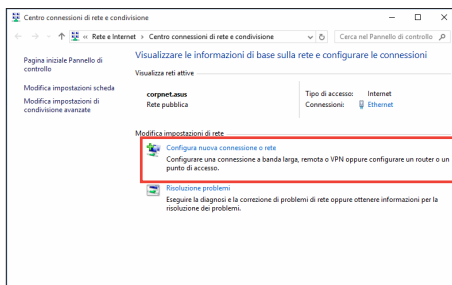 Centro connessioni di rete e condivisione
« Rete e Internet > Centro connessioni di rete e condivisione
Cerca nel Pannello di controllo
Pagina iniziale Pannello di
controllo
Modifica impostazioni scheda
Modifica impostazioni di
condivisione avanzate
Visualizzare le informazioni di base sulla rete e configurare le connessioni
Visualizza reti attive
corpnet.asus
Rete pubblica
Tipo di accesso: Internet
Connessioni: Ethernet
Modifica impostazioni di rete
Configura nuova connessione o rete
Configurare una connessione a banda larga, remota o VPN oppure configurare un router o un
punto di accesso.
Risoluzione problemi
Eseguire la diagnosi e la correzione di problemi di rete oppure ottenere informazioni per la
risoluzione dei problemi.